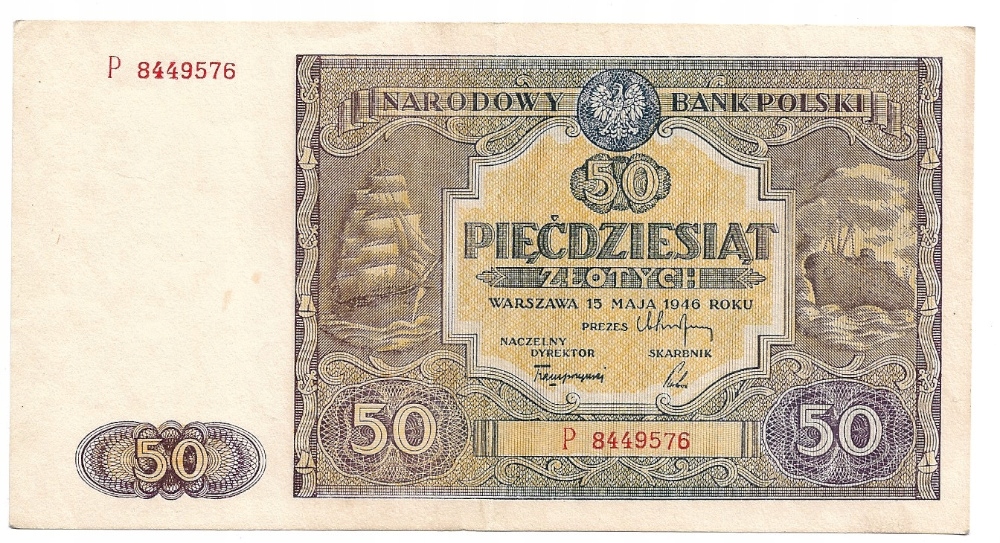 P 8449576
NARODOWY BANK POLSKI
50
PIĘĆDZIESIĄT
ZŁOTYCH
WARSZAWA 15 MAJA 1946 ROKU
PREZES
NACZELNY
DYREKTOR SKARBNIK
50 50 50
P 8449576